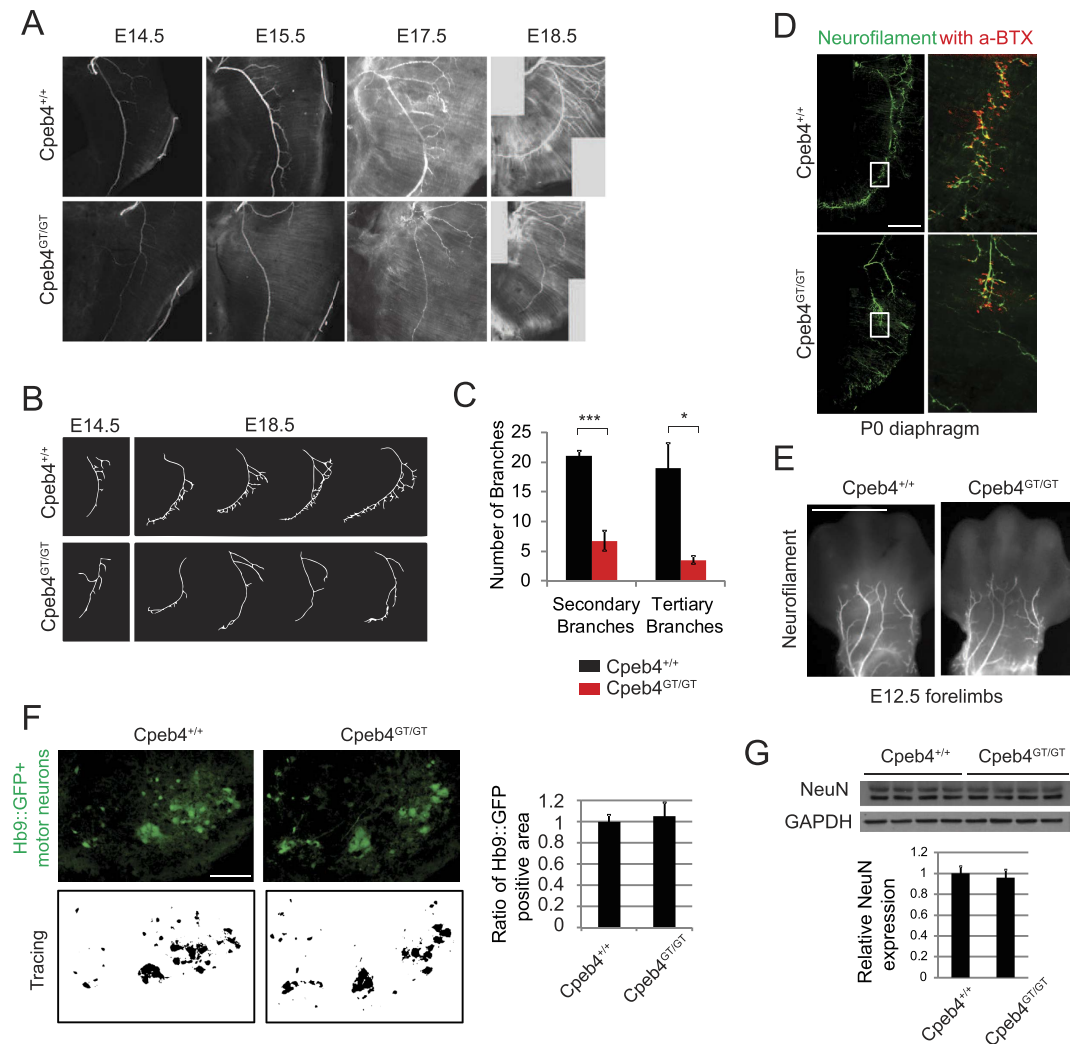 A
E14.5 E15.5 E17.5 E18.5
Cpeb4+/+
Cpeb4GT/GT
B
E14.5 E18.5
Cpeb4+/+
Cpeb4GT/GT
C
Number of Branches
25
20
15
10
5
0
***
*
Secondary Branches
Tertiary Branches
Cpeb4+/+
Cpeb4GT/GT
D
Neurofilament with a-BTX
Cpeb4+/+
Cpeb4GT/GT
P0 diaphragm
E
Cpeb4+/+ Cpeb4GT/GT
Neurofilament
E12.5 forelimbs
F
Cpeb4+/+ Cpeb4GT/GT
Hb9::GFP+
motor neurons
Tracing
Ratio of Hb9::GFP
positive area
1.2
1
0.8
0.6
0.4
0.2
0
Cpeb4+/+
Cpeb4GT/GT
G
Cpeb4+/+ Cpeb4GT/GT
NeuN
GAPDH
Relative NeuN
expression
1.2
1
0.8
0.6
0.4
0.2
0
Cpeb4+/+
Cpeb4GT/GT